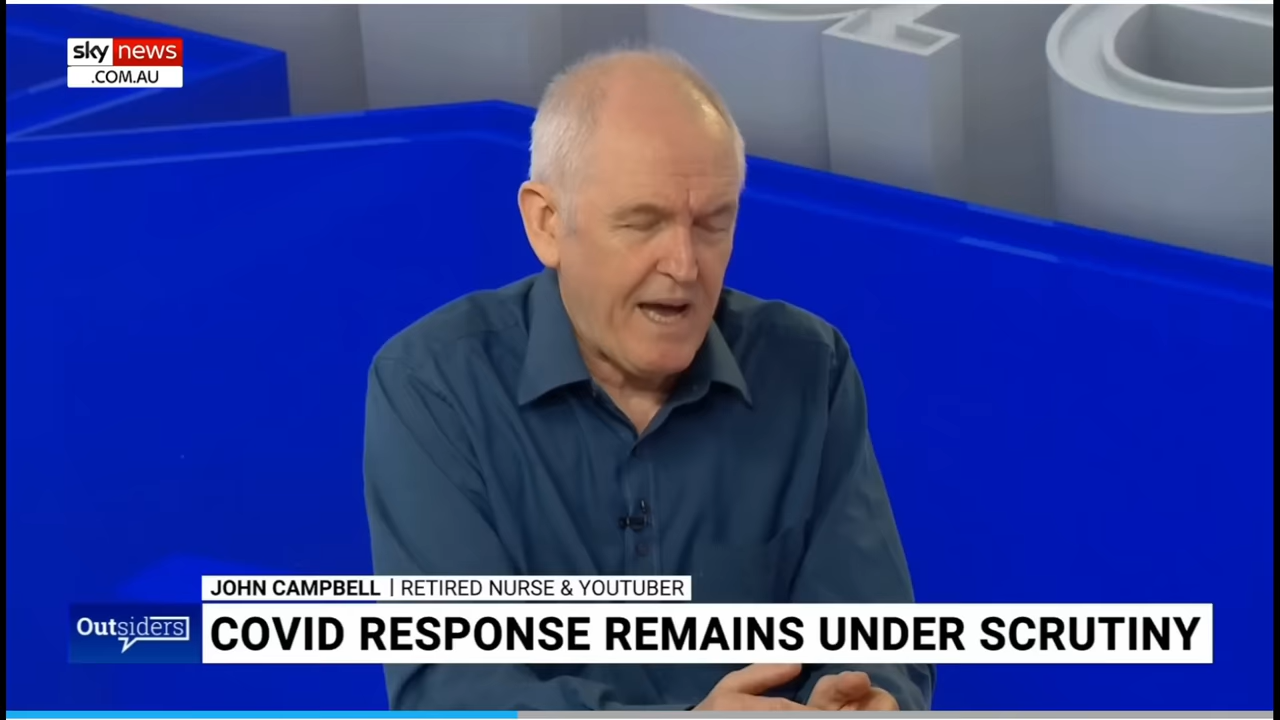 sky news
.COM.AU
JOHN CAMPBELL | RETIRED NURSE & YOUTUBER
Outsiders
COVID RESPONSE REMAINS UNDER SCRUTINY